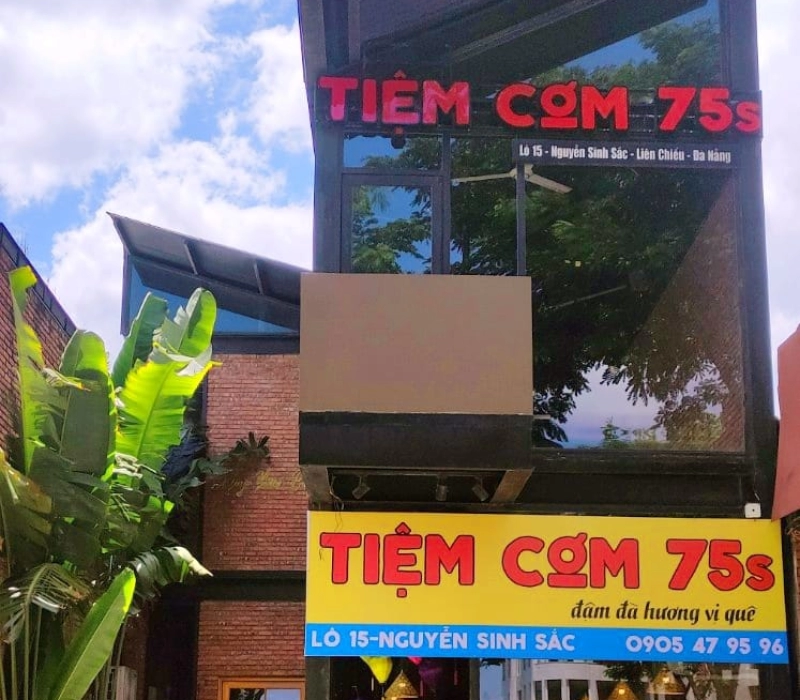 TIỆM CƠM 75s
Lô 15 - Nguyễn Sinh Sắc - Liên Chiểu - Đà Nẵng
TIỆM CƠM 75s
đâm đà hương vị quê
LÔ 15-NGUYỄN SINH SẮC 0905 47 95 96